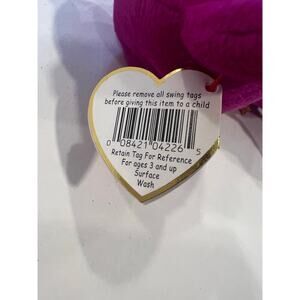 Please remove all swing tags
before giving this item to a child
0 08421 04226 5
Retain Tag For Reference
For ages 3 and up
Surface
Wash